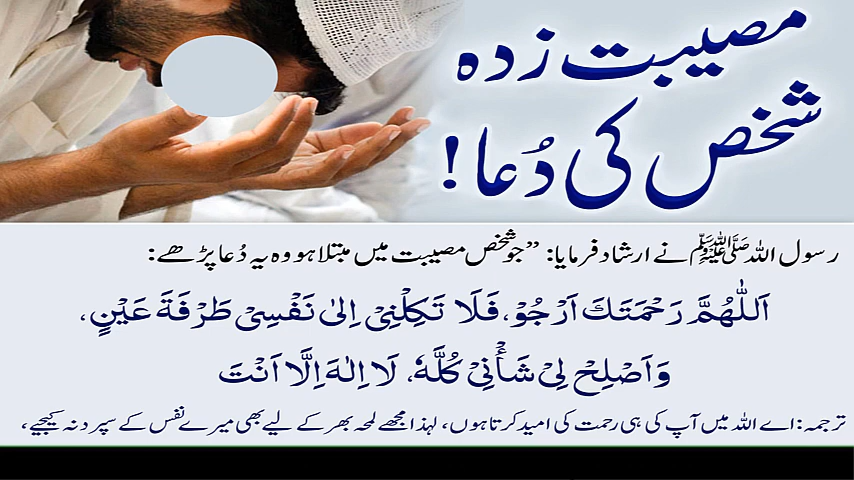 مصیبت زدہ
شخص کی دُعا!
رسول اللہ ﷺ نے ارشاد فرمایا: ”جو شخص مصیبت میں مبتلا ہو وہ یہ دُعا پڑھے:
اَللّٰهُمَّ رَحْمَتَكَ اَرْجُوْ، فَلَا تَكِلْنِيْ اِلىٰ نَفْسِيْ طَرْفَةَ عَيْنٍ،
وَاَصْلِحْ لِيْ شَأْنِيْ كُلَّهٗ، لَا اِلٰهَ اِلَّا اَنْتَ
ترجمہ: اے اللہ میں آپ کی ہی رحمت کی امید کرتا ہوں، لہذا مجھے لمحہ بھر کے لیے بھی میرے نفس کے سپرد نہ کیجیے،